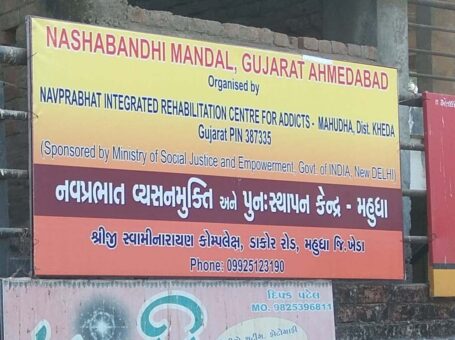 NASHABANDHI MANDAL, GUJARAT AHMEDABAD
Organised by
NAVPRABHAT INTEGRATED REHABILITATION CENTRE FOR ADDICTS - MAHUDHA, Dist. KHEDA
Gujarat PIN 387335
(Sponsored by Ministry of Social Justice and Empowerment, Govt. of INDIA, New DELHI)
નવપ્રભાત વ્યસનમુક્તિ અને પુનઃસ્થાપન કેન્દ્ર - મહુધા
શ્રીજી સ્વામીનારાયણ કોમ્પલેક્ષ, ડાકોર રોડ, મહુધા જિ.ખેડા
Phone: 09925123190
દિપક પટેલ
MO. 9825396811